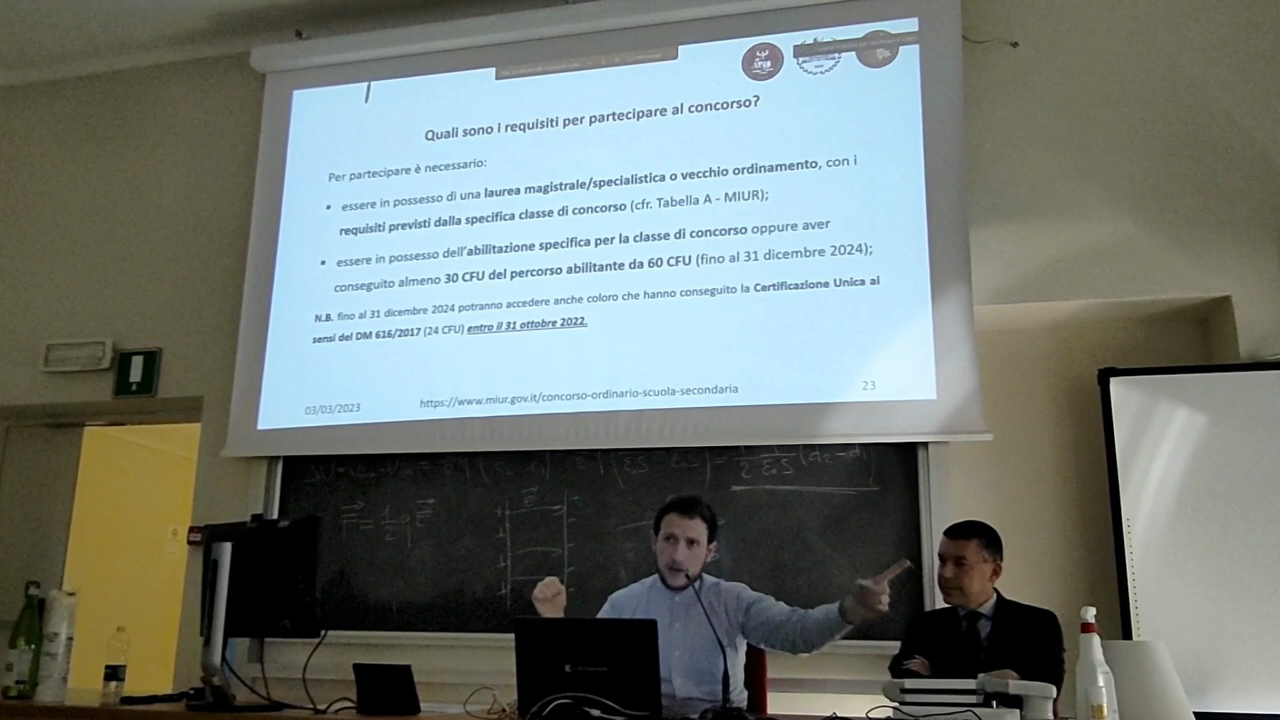 Quali sono i requisiti per partecipare al concorso?
Per partecipare è necessario:
• essere in possesso di una laurea magistrale/specialistica o vecchio ordinamento, con i
requisiti previsti dalla specifica classe di concorso (cfr. Tabella A - MIUR);
• essere in possesso dell'abilitazione specifica per la classe di concorso oppure aver
conseguito almeno 30 CFU del percorso abilitante da 60 CFU (fino al 31 dicembre 2024);
N.B. fino al 31 dicembre 2024 potranno accedere anche coloro che hanno conseguito la Certificazione Unica ai
sensi del DM 616/2017 (24 CFU) entro il 31 ottobre 2022.
03/03/2023 https://www.miur.gov.it/concorso-ordinario-scuola-secondaria 23